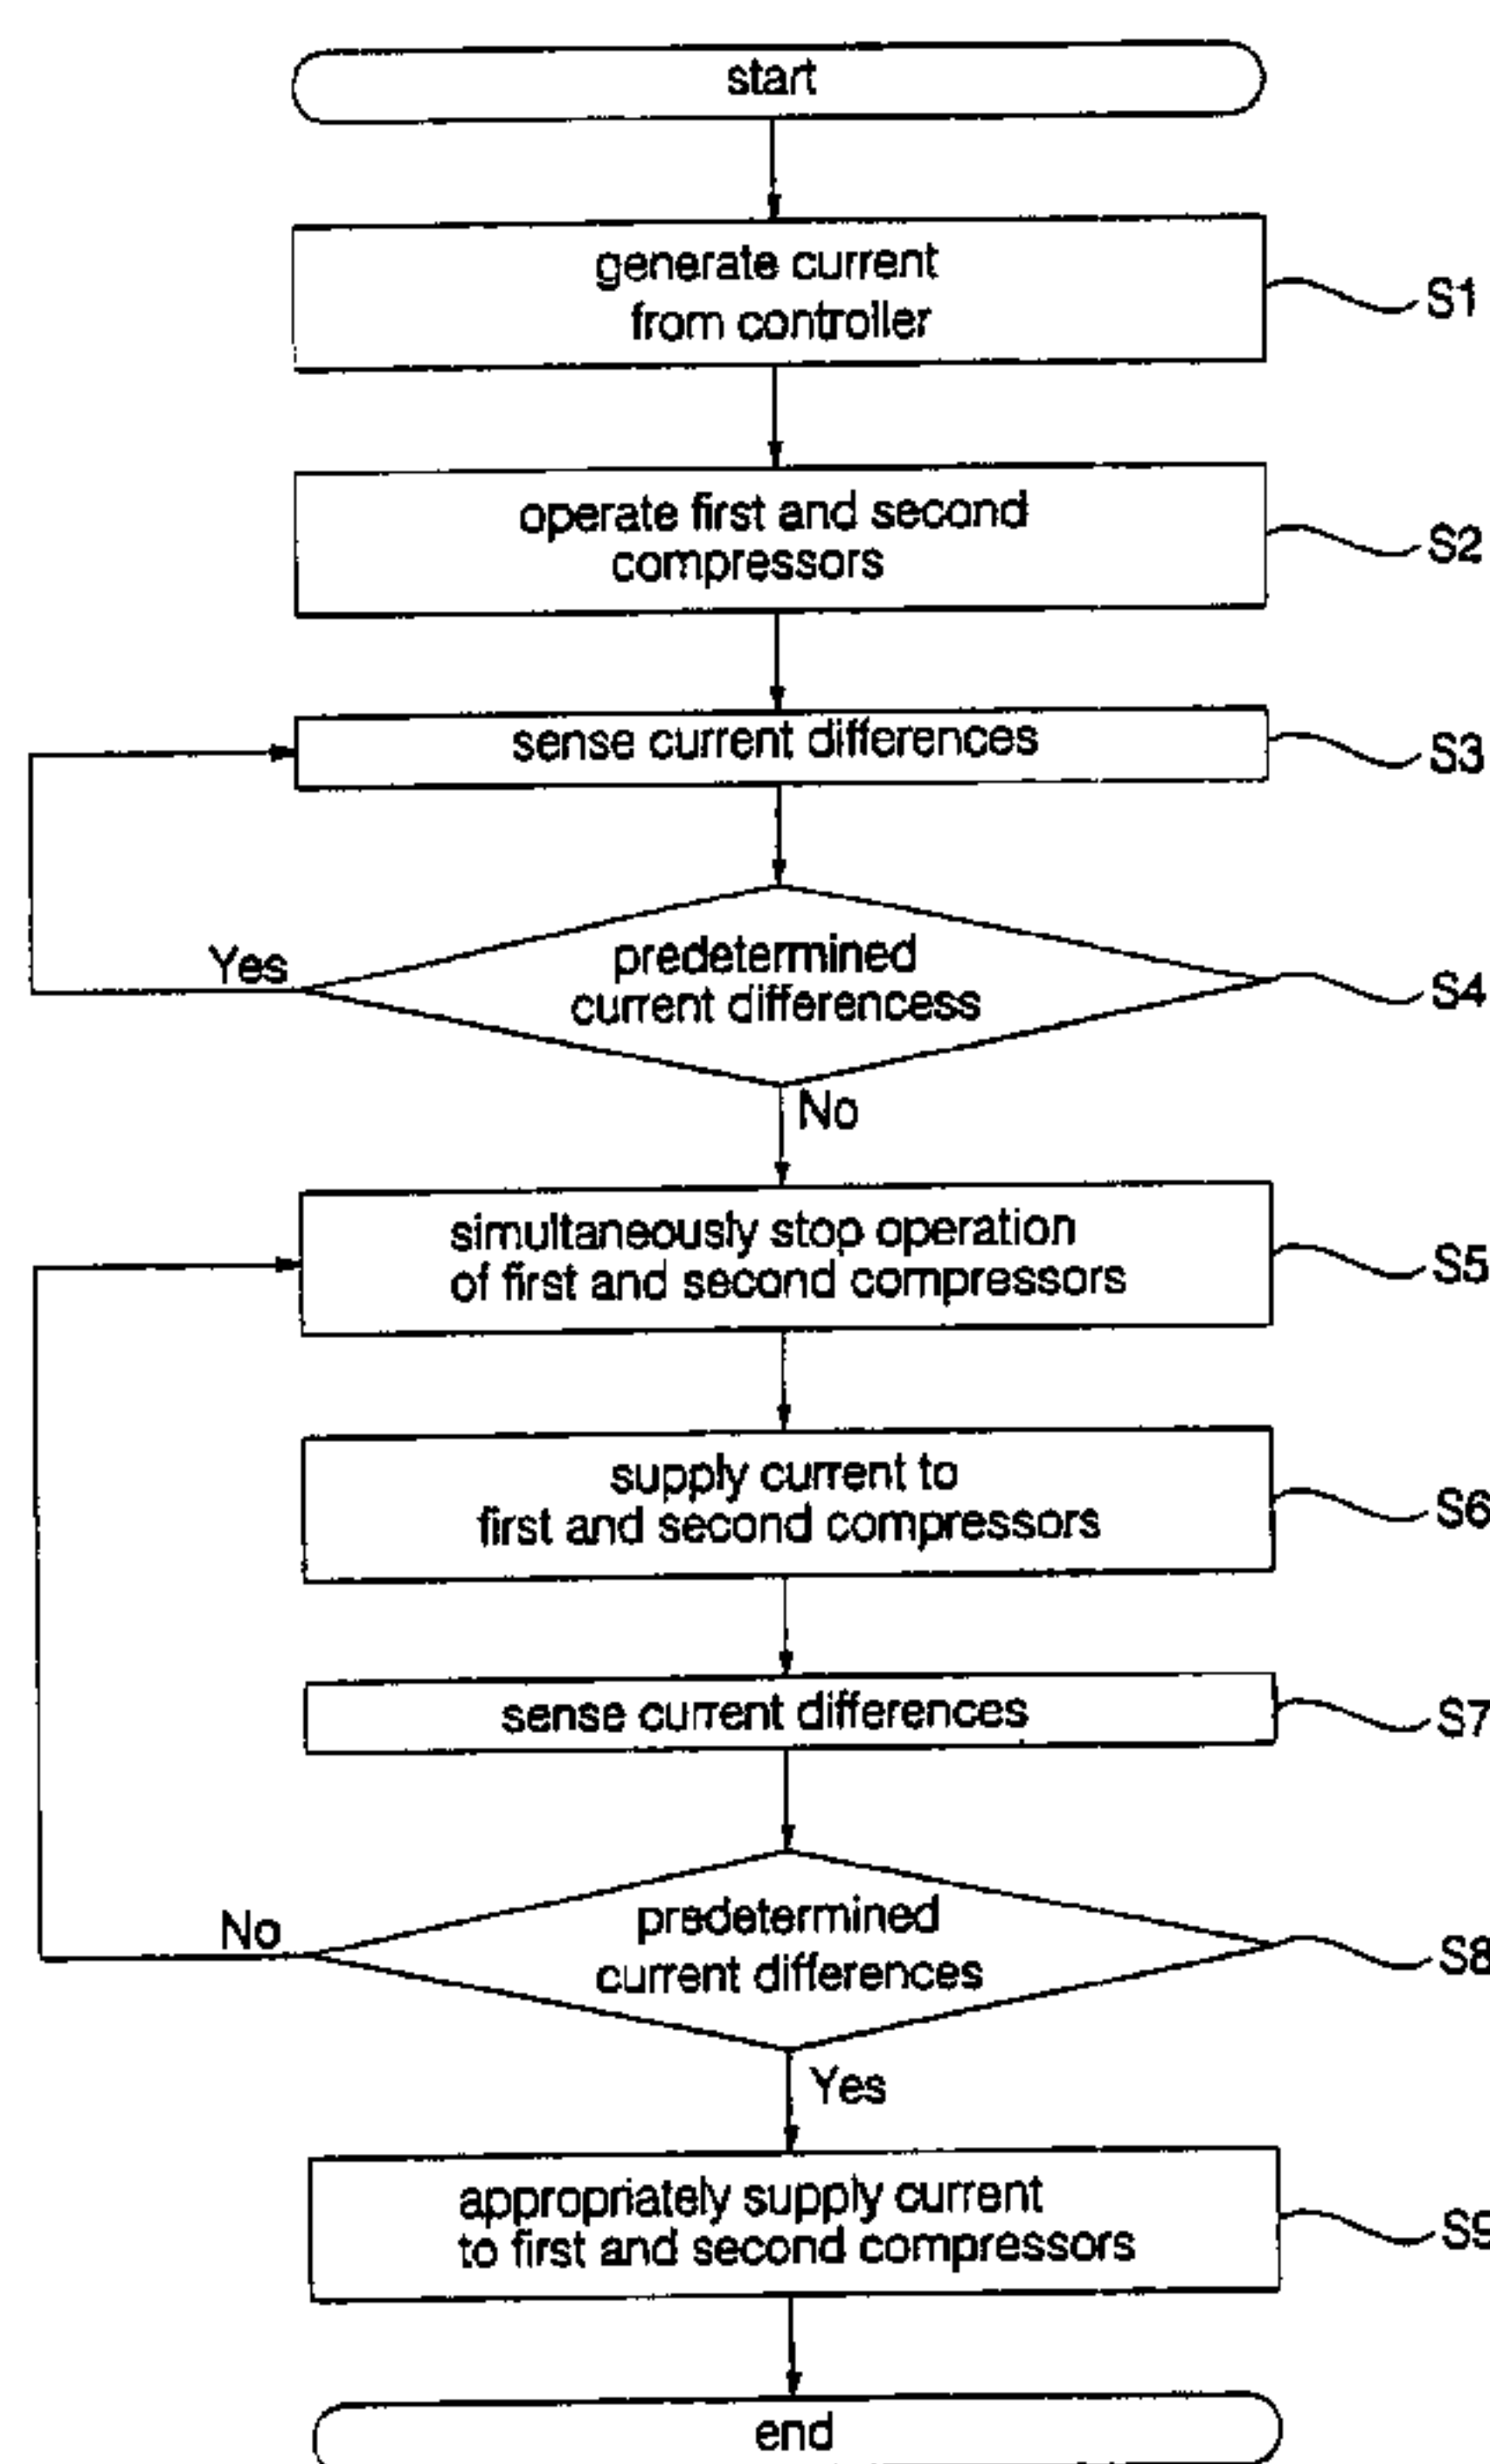 start
generate current
from controller
S1
operate first and second
compressors
S2
sense current differences
S3
Yes
predetermined
current differencess
S4
No
simultaneously stop operation
of first and second compressors
S5
supply current to
first and second compressors
S6
sense current differences
S7
No
predetermined
current differences
S8
Yes
appropriately supply current
to first and second compressors
S9
end